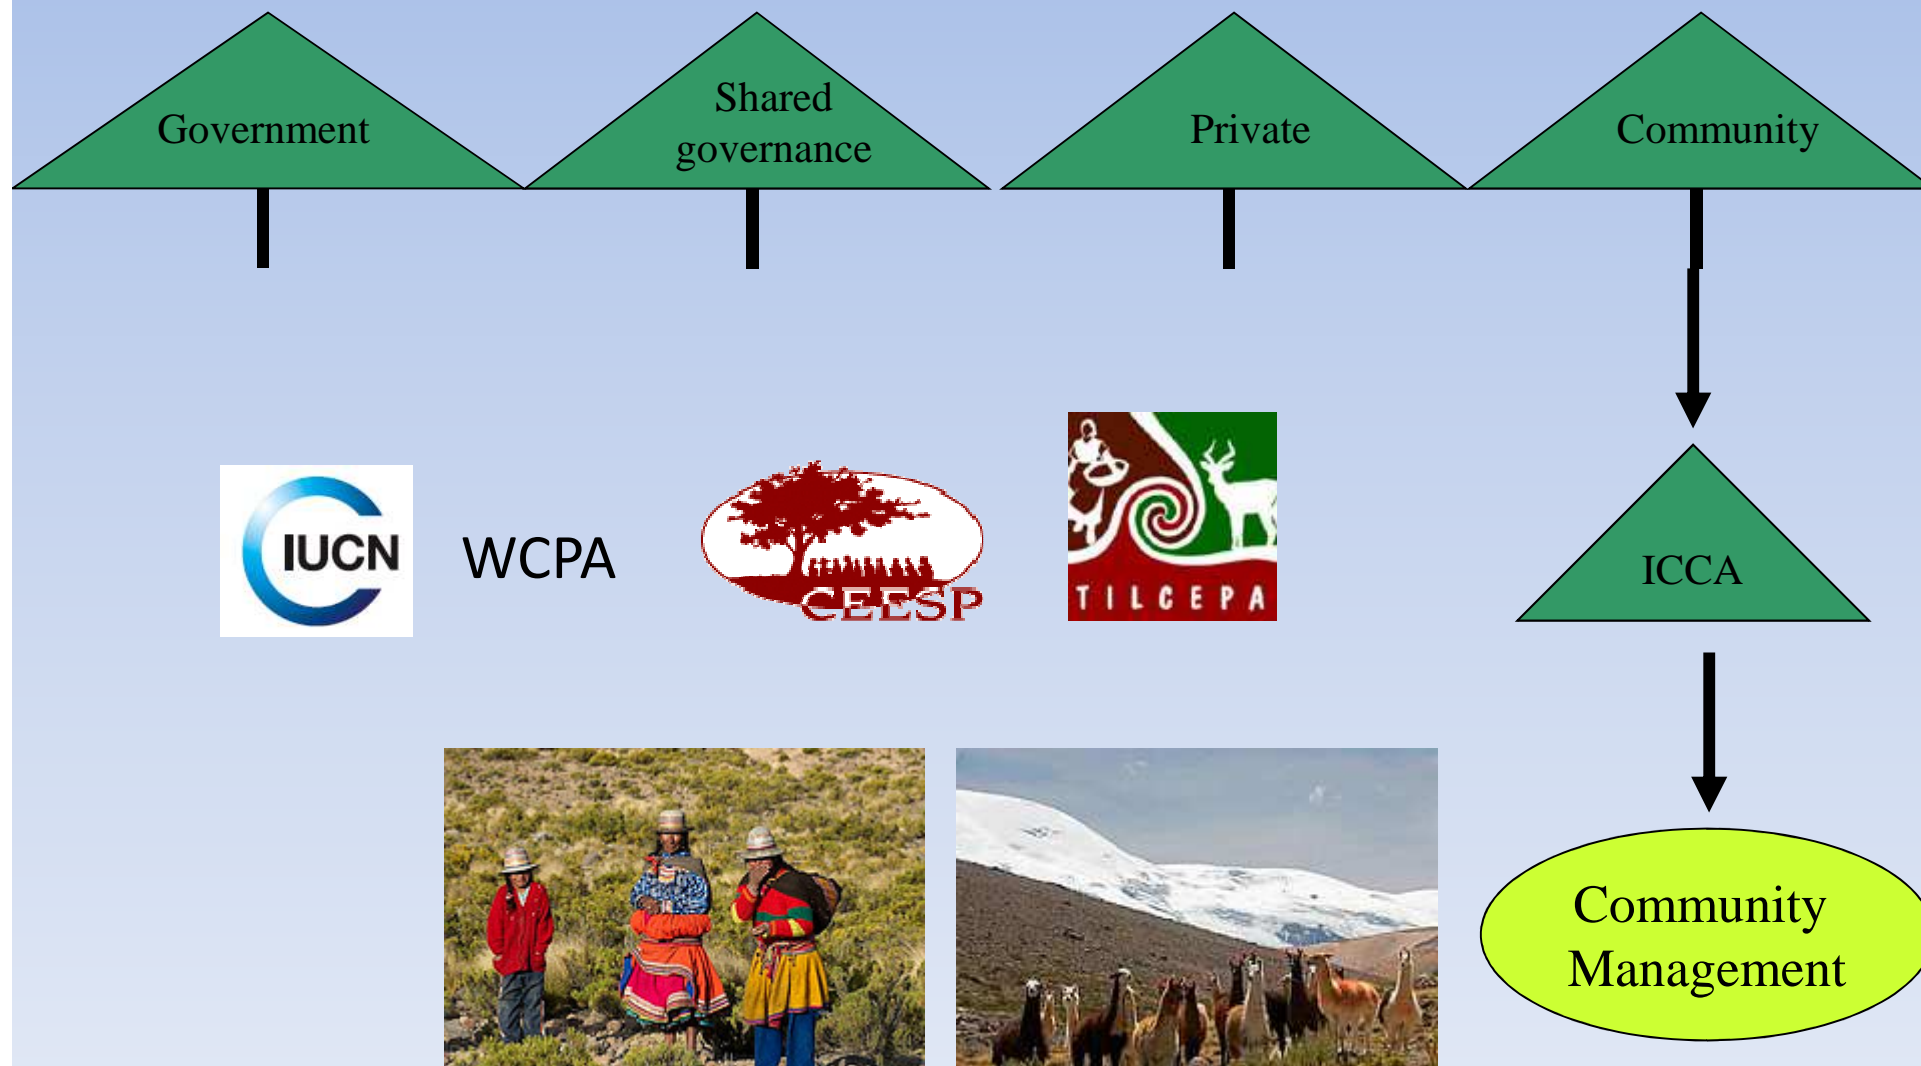 Government
Shared
governance
Private
Community
IUCN
WCPA
CEESP
TILCEPA
ICCA
Community
Management